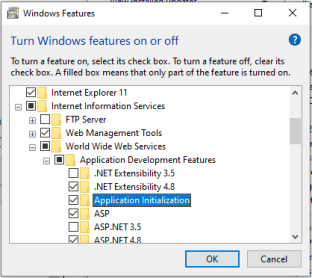 Windows Features
Turn Windows features on or off
To turn a feature on, select its check box. To turn a feature off, clear its
check box. A filled box means that only part of the feature is turned on.
Internet Explorer 11
Internet Information Services
FTP Server
Web Management Tools
World Wide Web Services
Application Development Features
.NET Extensibility 3.5
.NET Extensibility 4.8
Application Initialization
ASP
ASP.NET 3.5
ASP.NET 4.8
OK Cancel